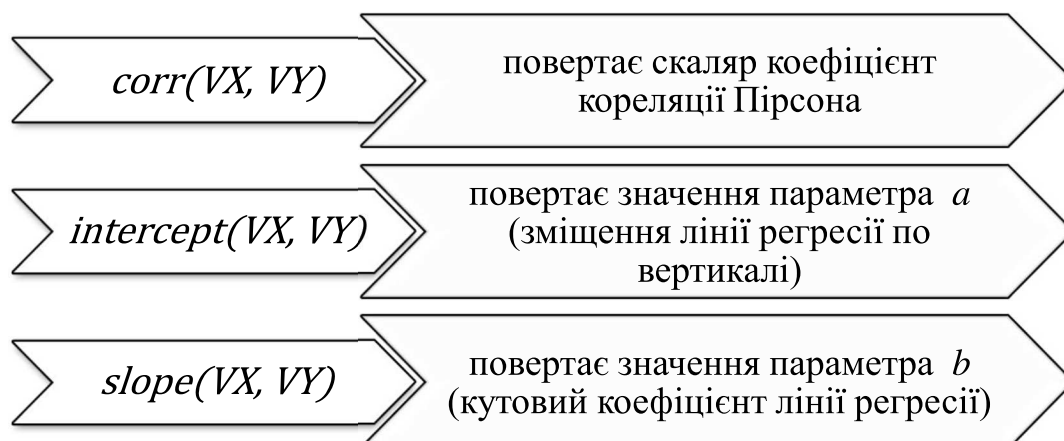 corr(VX, VY)
повертає скаляр коефіцієнт
кореляції Пірсона
intercept(VX, VY)
повертає значення параметра a
(зміщення лінії регресії по
вертикалі)
slope(VX, VY)
повертає значення параметра b
(кутовий коефіцієнт лінії регресії)